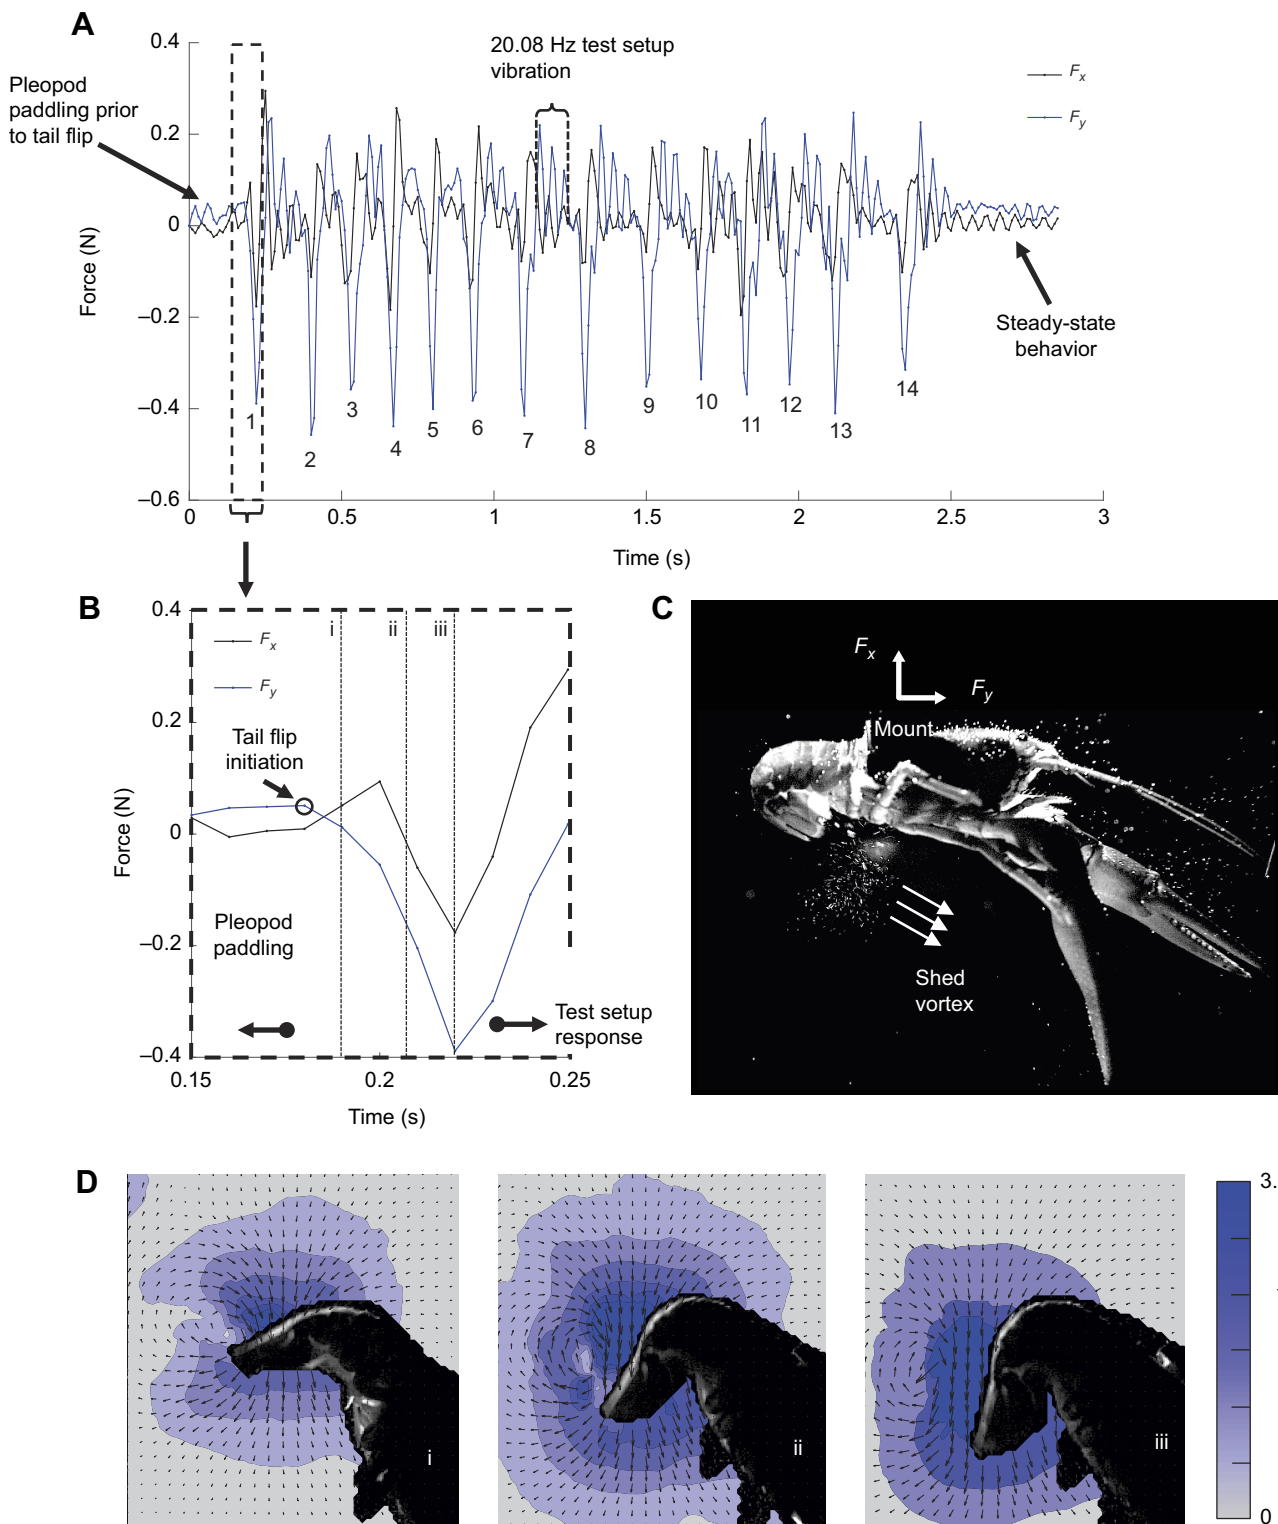 A
0.4
0.2
0
–0.2
–0.4
–0.6
Force (N)
Pleopod
paddling prior
to tail flip
20.08 Hz test setup
vibration
Fx
Fy
Steady-state
behavior
1
2
3
4
5
6
7
8
9
10
11
12
13
14
0
0.5
1
1.5
2
2.5
3
Time (s)
B
0.4
0.2
0
–0.2
–0.4
Force (N)
Fx
Fy
i
ii
iii
Tail flip
initiation
Pleopod
paddling
Test setup
response
0.15
0.2
0.25
Time (s)
C
Fx
Fy
Mount
Shed
vortex
D
i
ii
iii
3.
0